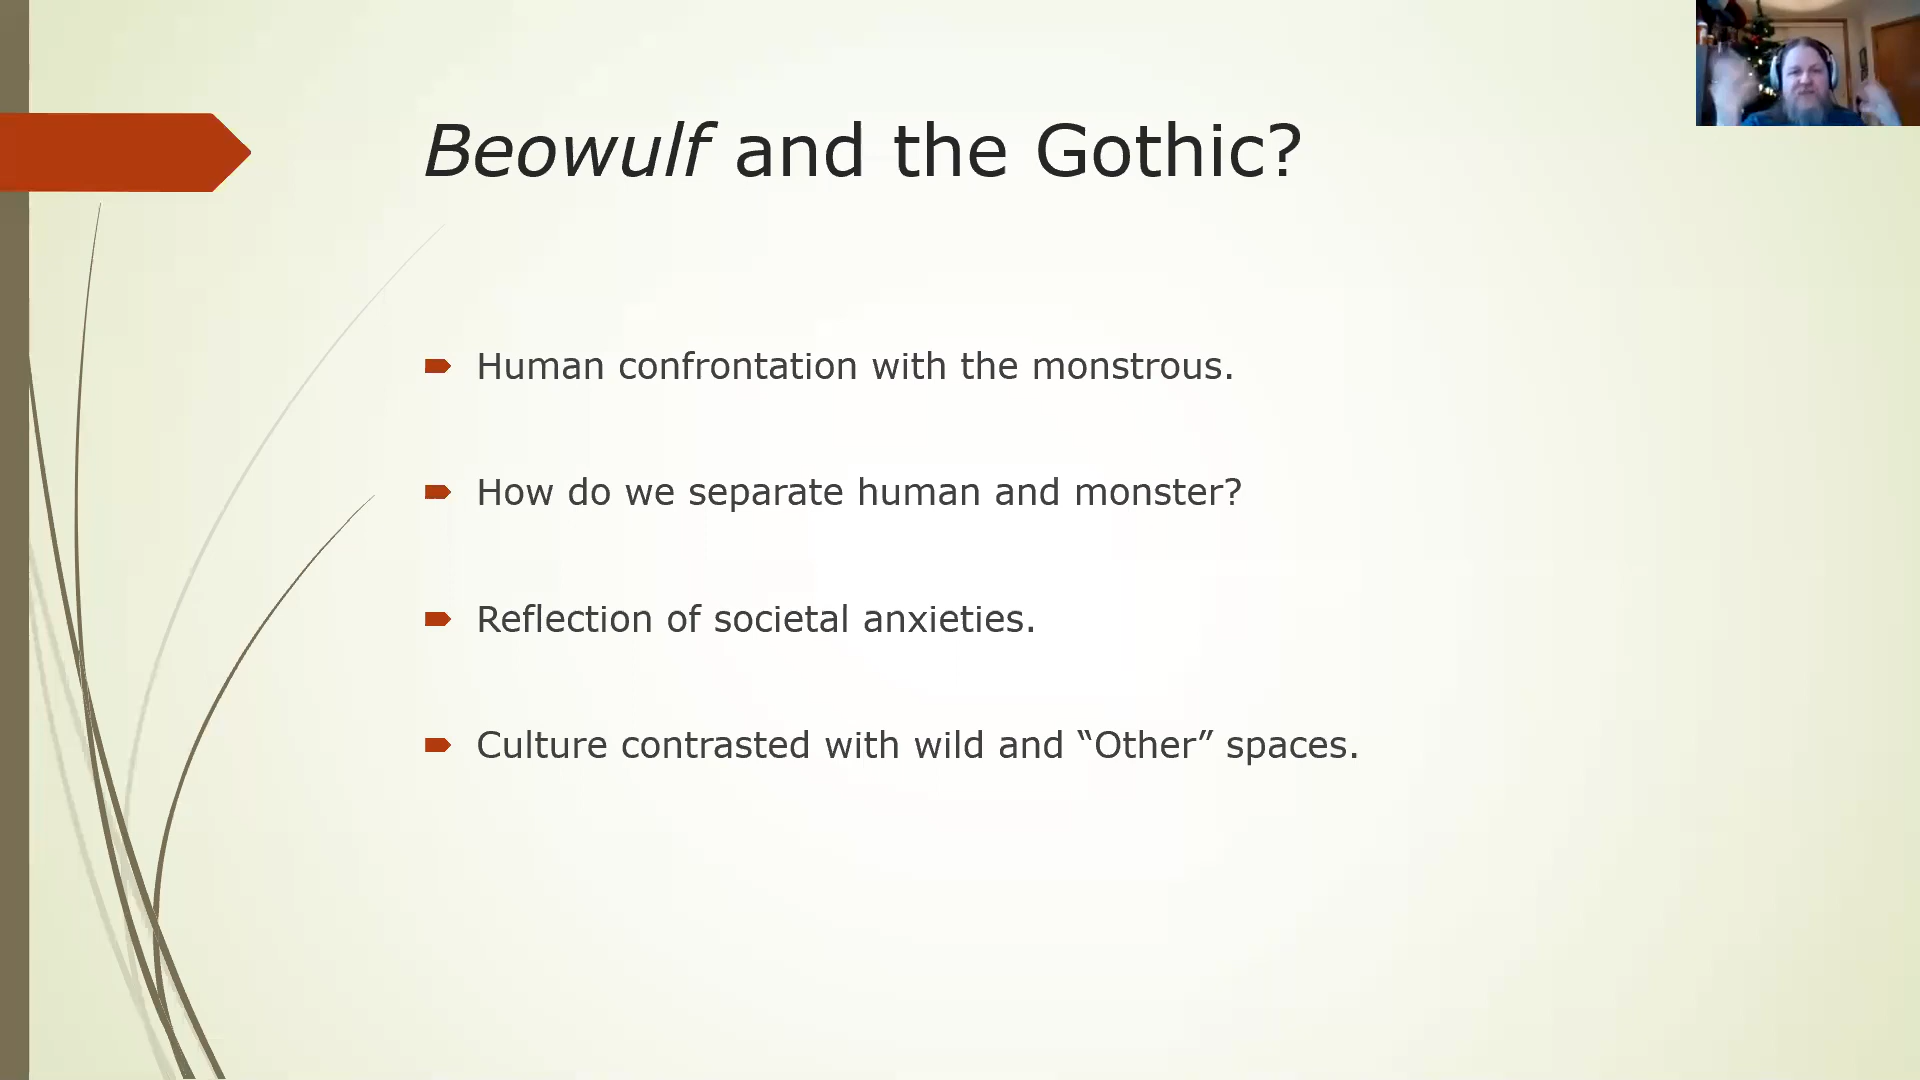 Beowulf and the Gothic?
Human confrontation with the monstrous.
How do we separate human and monster?
Reflection of societal anxieties.
Culture contrasted with wild and “Other” spaces.